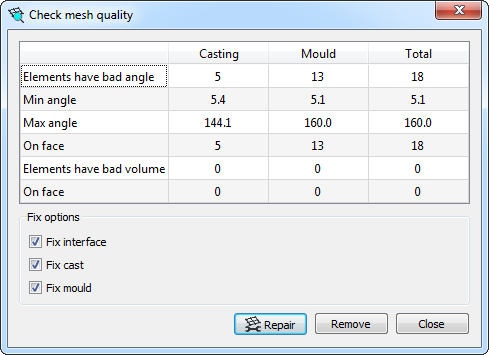 Check mesh quality
Casting Mould Total
Elements have bad angle 5 13 18
Min angle 5.4 5.1 5.1
Max angle 144.1 160.0 160.0
On face 5 13 18
Elements have bad volume 0 0 0
On face 0 0 0
Fix options
Fix interface
Fix cast
Fix mould
Repair Remove Close